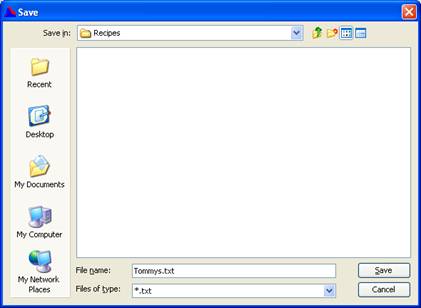 Save
Save in:
Recipes
Recent
Desktop
My Documents
My Computer
My Network
Places
File name:
Tommys.txt
Save
Files of type:
*.txt
Cancel